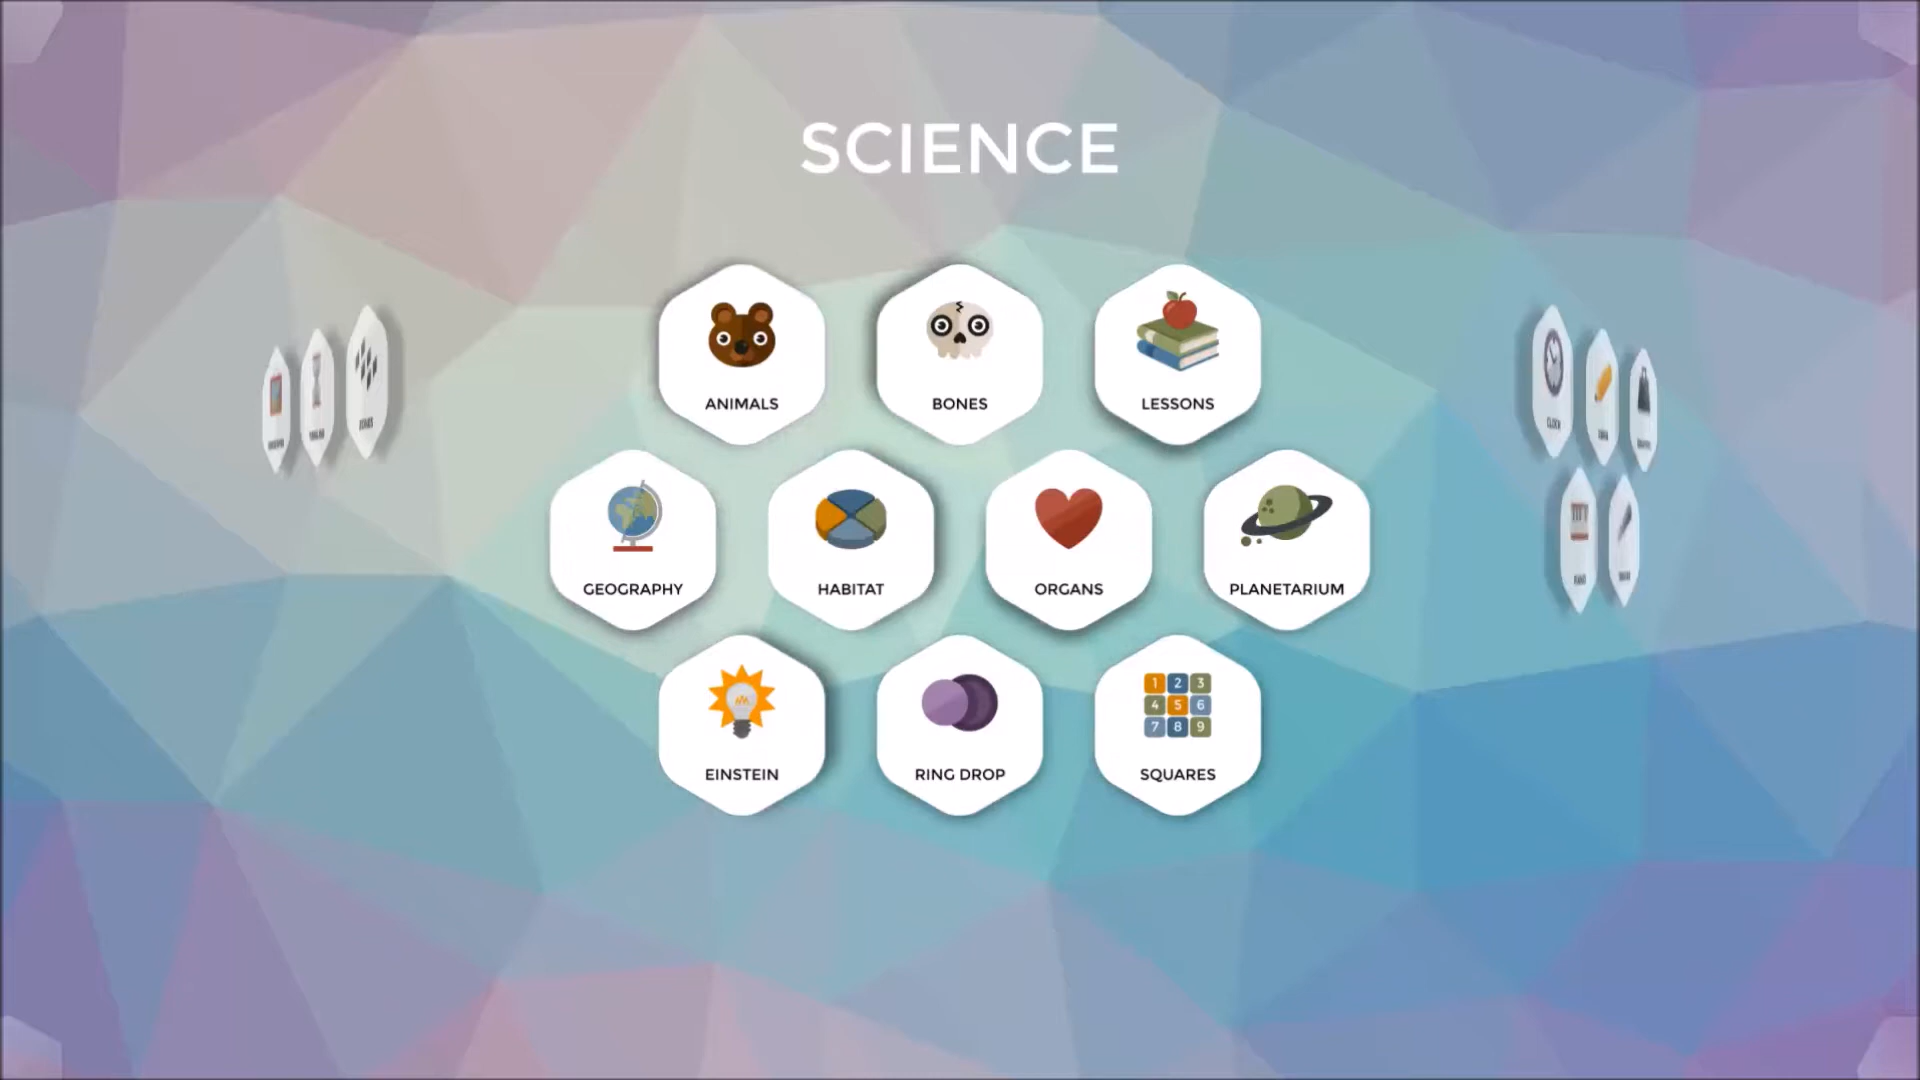 SCIENCE
ANIMALS
BONES
LESSONS
GEOGRAPHY
HABITAT
ORGANS
PLANETARIUM
EINSTEIN
RING DROP
SQUARES
1 2 3
4 5 6
7 8 9
CLOCK